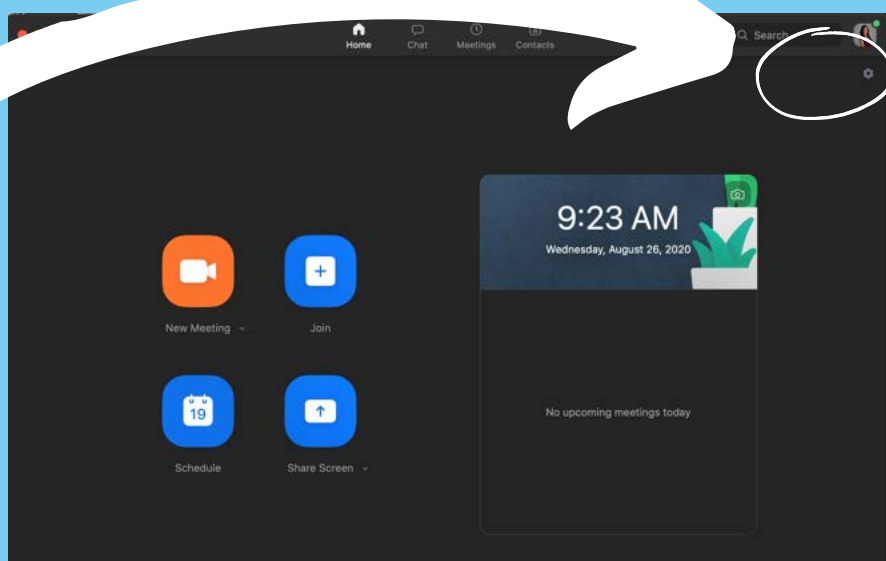 Home
Chat
Meetings
Contacts
Search
9:23 AM
Wednesday, August 26, 2020
New Meeting
Join
19
Schedule
Share Screen
No upcoming meetings today